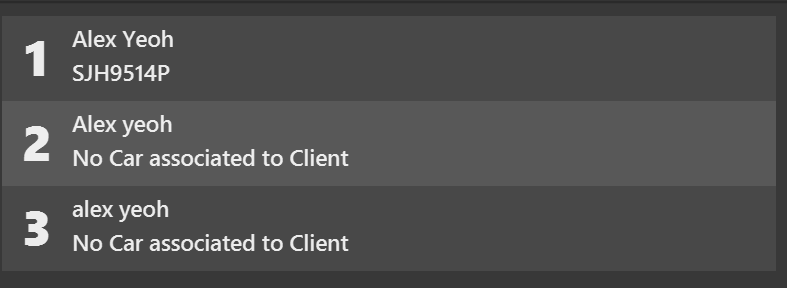 1
Alex Yeoh
SJH9514P
2
Alex yeoh
No Car associated to Client
3
alex yeoh
No Car associated to Client